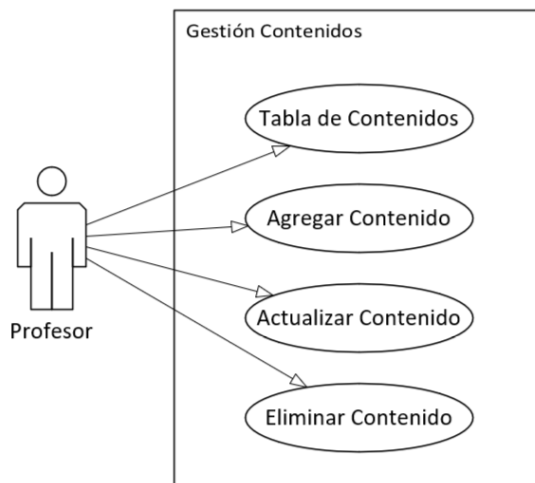 Gestión Contenidos
Tabla de Contenidos
Agregar Contenido
Actualizar Contenido
Eliminar Contenido
Profesor